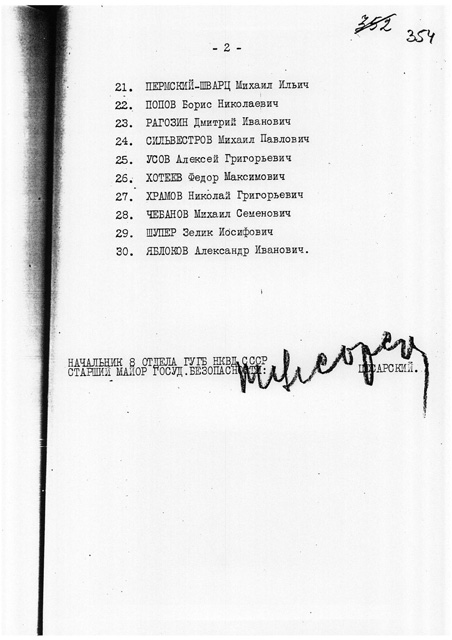 352
354
- 2 -
21. ПЕРМСКИЙ-ШВАРЦ Михаил Ильич
22. ПОПОВ Борис Николаевич
23. РАГОЗИН Дмитрий Иванович
24. СИЛЬВЕСТРОВ Михаил Павлович
25. УСОВ Алексей Григорьевич
26. ХОТЕЕВ Федор Максимович
27. ХРАМОВ Николай Григорьевич
28. ЧЕБАНОВ Михаил Семенович
29. ШУПЕР Зелик Иосифович
30. ЯБЛОКОВ Александр Иванович.
НАЧАЛЬНИК 8 ОТДЕЛА ГУГБ НКВД СССР
СТАРШИЙ МАЙОР ГОСУД.БЕЗОПАСНОСТИ: ЦЕСАРСКИЙ.